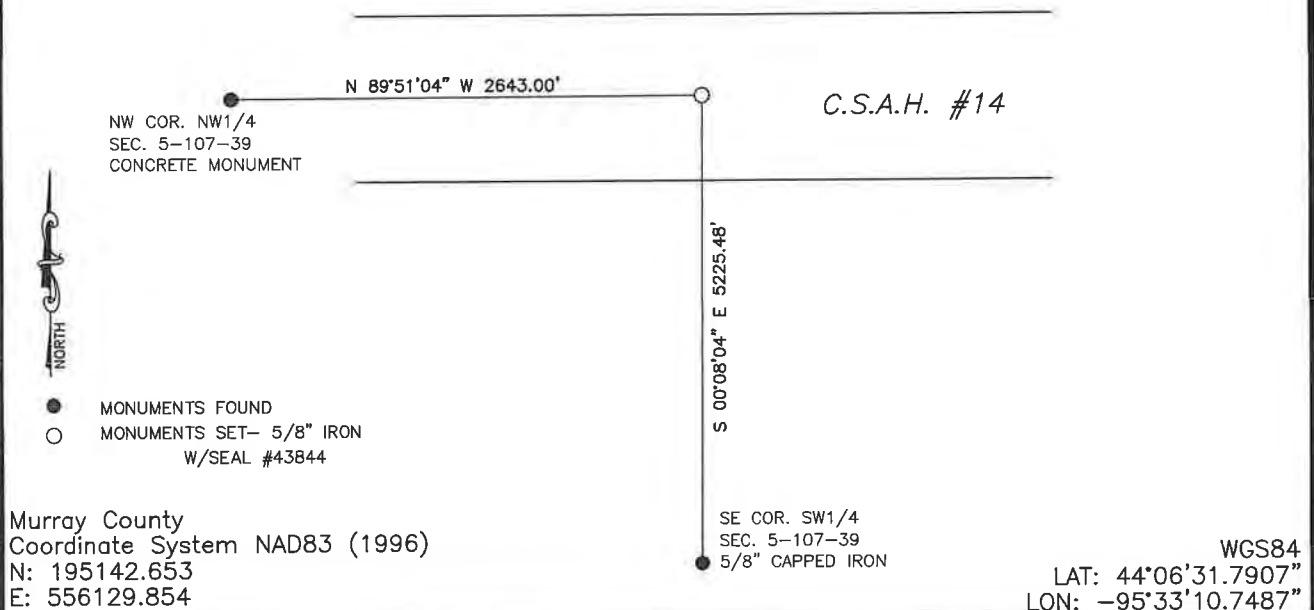 N 89°51'04" W 2643.00'
C.S.A.H. #14
NW COR. NW1/4
SEC. 5-107-39
CONCRETE MONUMENT
S 00°08'04" E 5225.48'
NORTH
MONUMENTS FOUND
MONUMENTS SET- 5/8" IRON
W/SEAL #43844
SE COR. SW1/4
SEC. 5-107-39
5/8" CAPPED IRON
Murray County
Coordinate System NAD83 (1996)
N: 195142.653
E: 556129.854
WGS84
LAT: 44°06'31.7907"
LON: -95°33'10.7487"